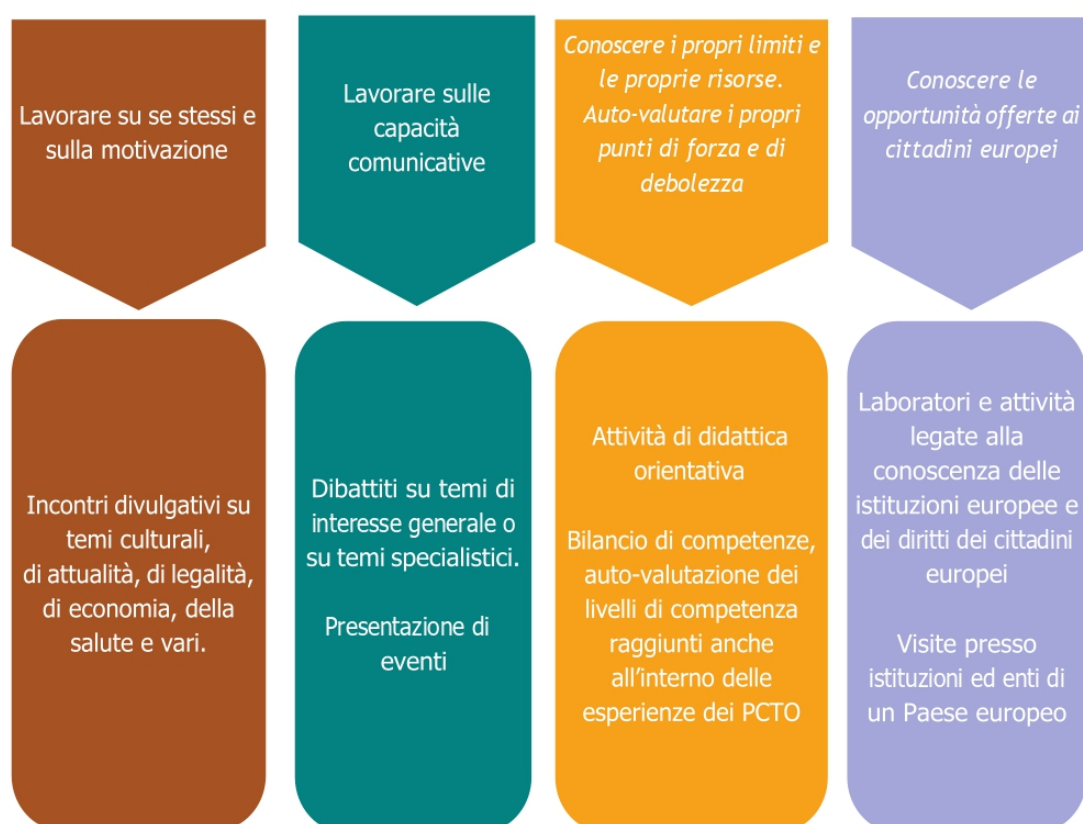 Lavorare su se stessi e
sulla motivazione
Lavorare sulle
capacità
comunicative
Conoscere i propri limiti e
le proprie risorse.
Auto-valutare i propri
punti di forza e di
debolezza
Conoscere le
opportunità offerte ai
cittadini europei
Incontri divulgativi su
temi culturali,
di attualità, di legalità,
di economia, della
salute e vari.
Dibattiti su temi di
interesse generale o
su temi specialistici.
Presentazione di
eventi
Attività di didattica
orientativa
Bilancio di competenze,
auto-valutazione dei
livelli di competenza
raggiunti anche
all'interno delle
esperienze dei PCTO
Laboratori e attività
legate alla
conoscenza delle
istituzioni europee e
dei diritti dei cittadini
europei
Visite presso
istituzioni ed enti di
un Paese europeo